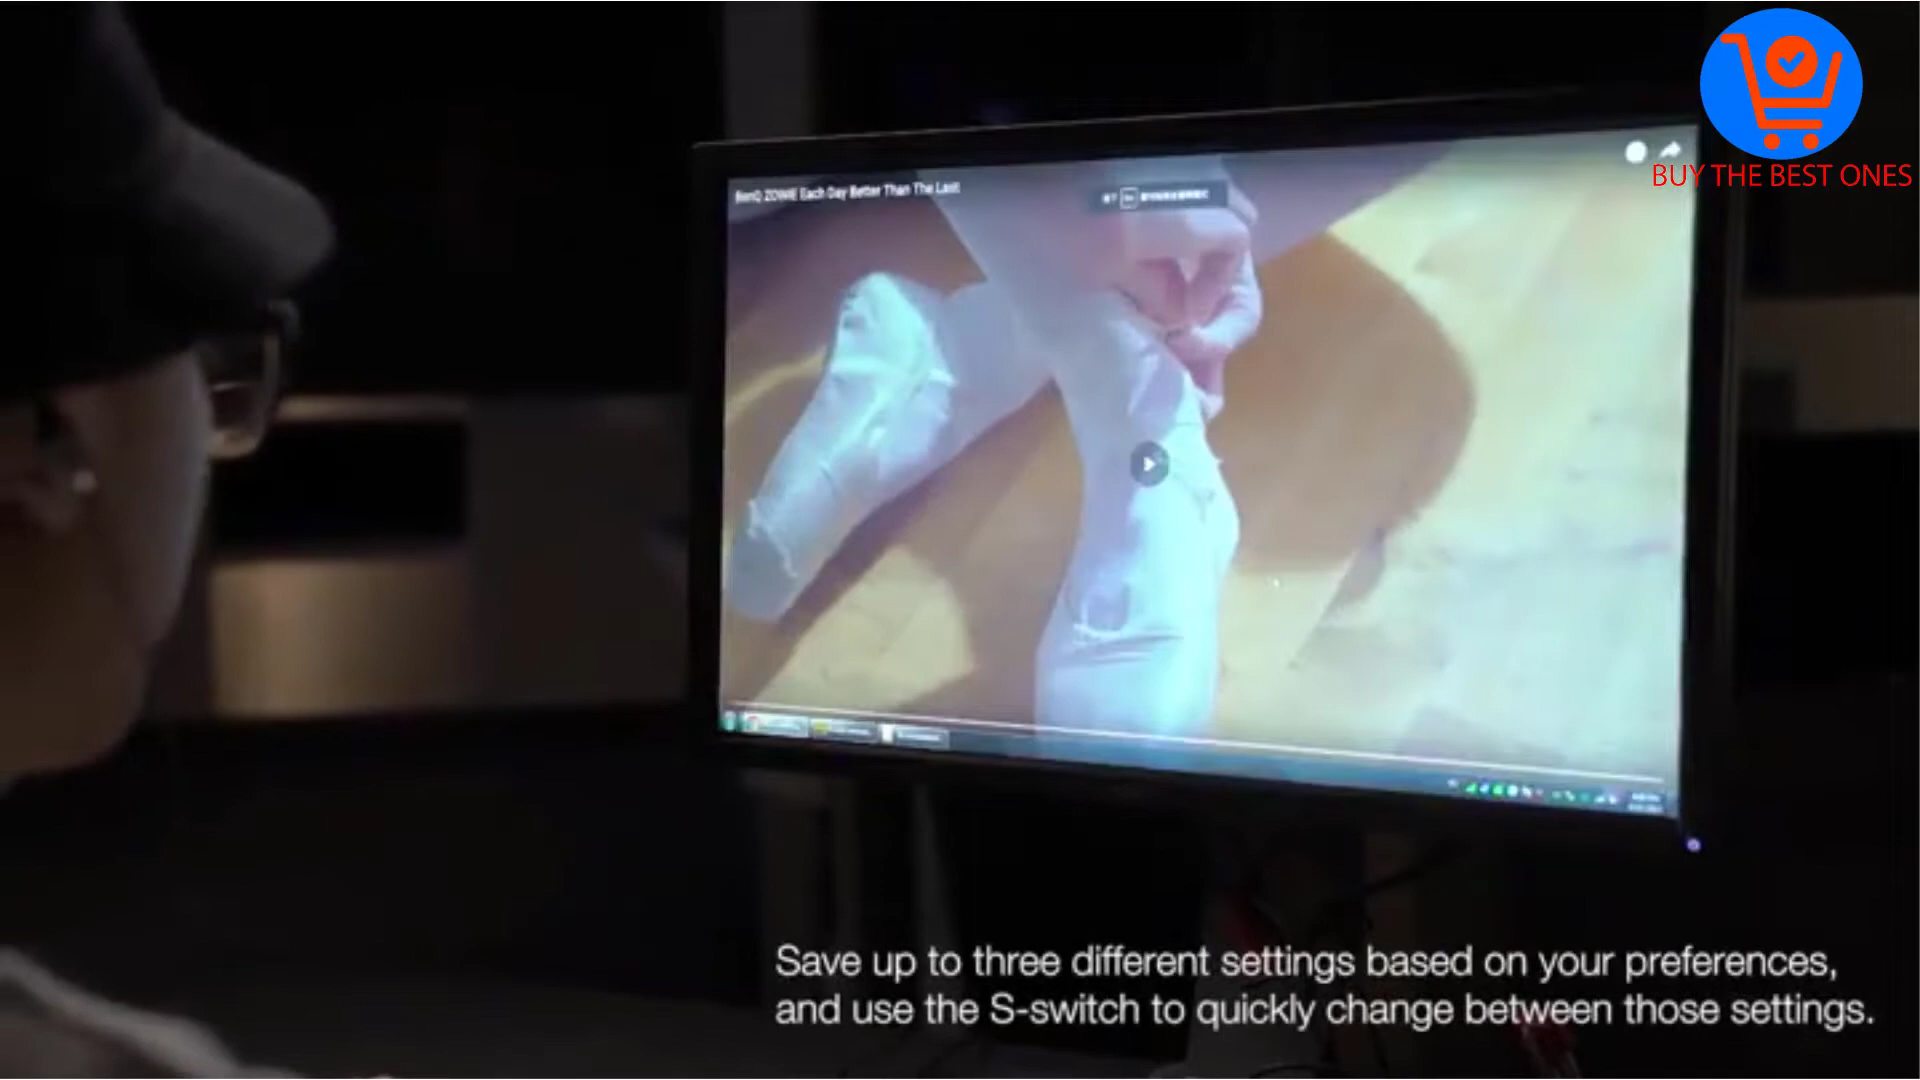 BUY THE BEST ONES
BenQ ZOWIE Each Day Better Than The Last
Save up to three different settings based on your preferences,
and use the S-switch to quickly change between those settings.